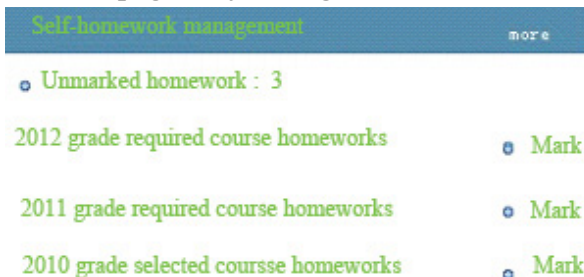 Self-homework management more
Unmarked homework : 3
2012 grade required course homeworks Mark
2011 grade required course homeworks Mark
2010 grade selected coursse homeworks Mark